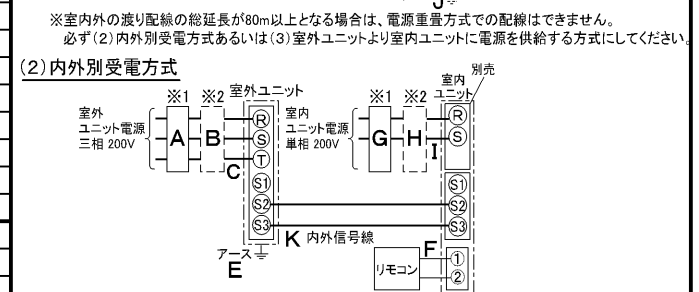 J
※室内外の渡り配線の総延長が80m以上となる場合は、電源重畳方式での配線はできません。
必ず(2)内外別受電方式あるいは(3)室外ユニットより室内ユニットに電源を供給する方式にしてください
(2)内外別受電方式
別売
※1 ※2 室外ユニット ※1 ※2 室内ユニット
室外
ユニット電源
三相 200V
A B C
R
S
T
S1
S2
S3
室内
ユニット電源
単相 200V
G H I
R
S
S1
S2
S3
K 内外信号線
アース
E
リモコン
F
①
②